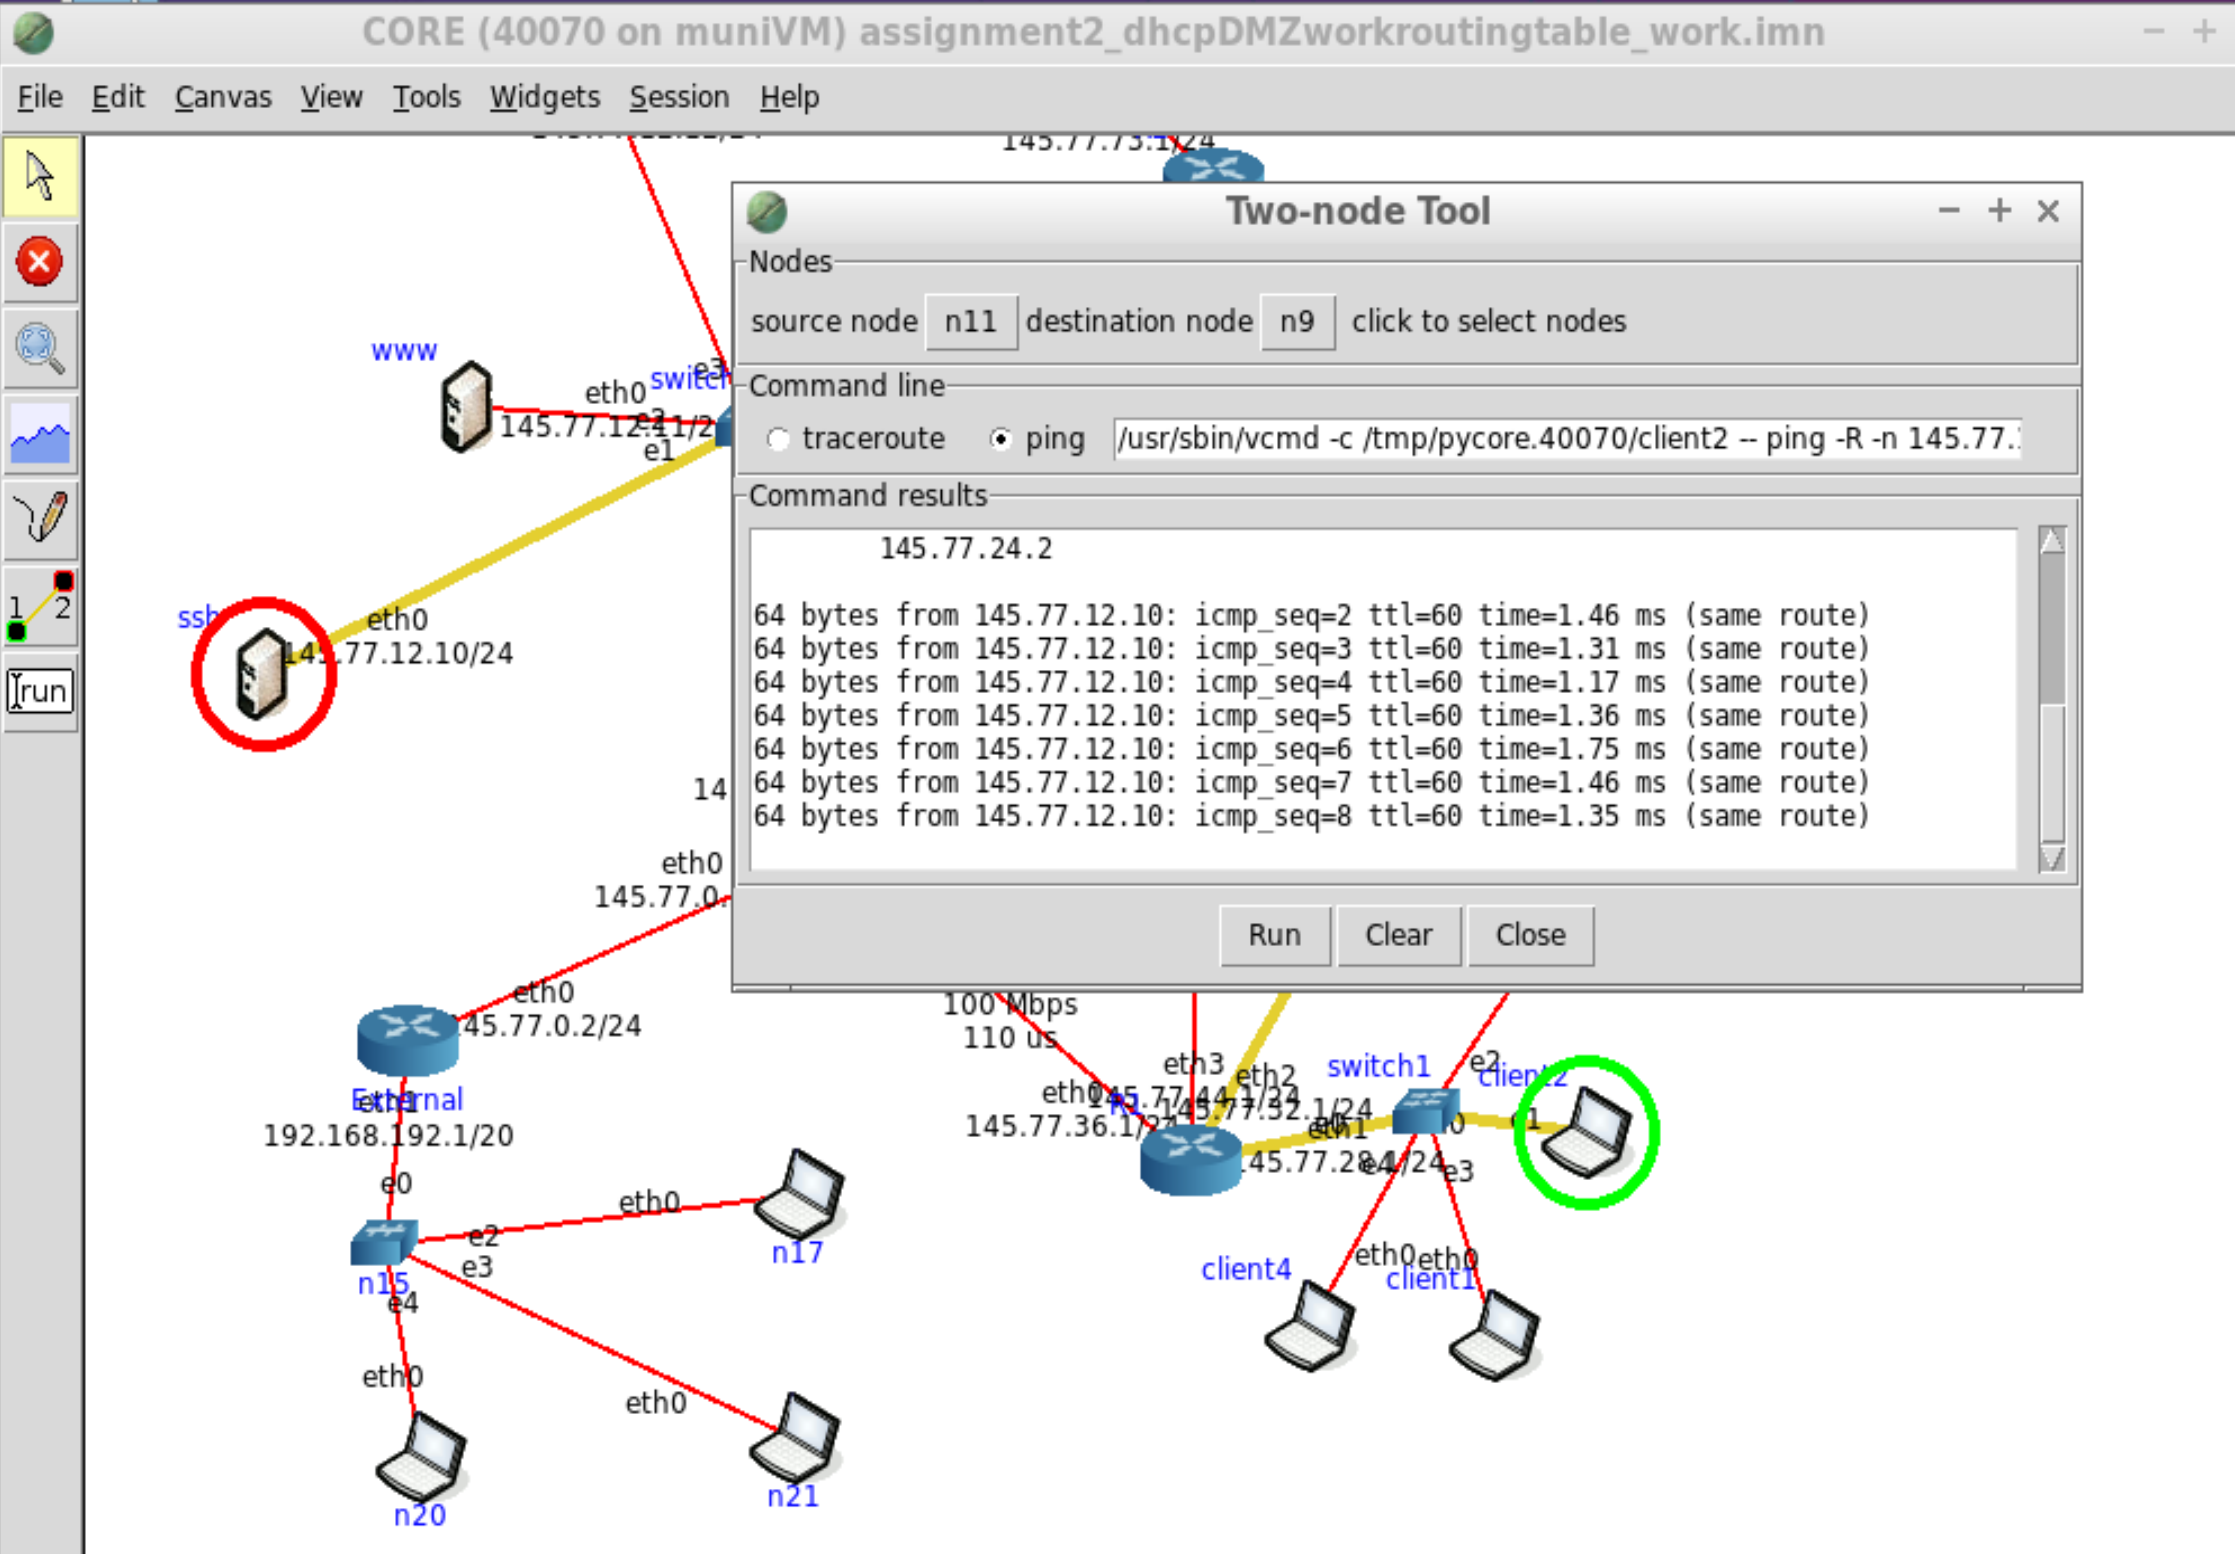 CORE (40070 on muniVM) assignment2_dhcpDMZworkroutingtable_work.imn
File Edit Canvas View Tools Widgets Session Help
145.77.73.1/24
Two-node Tool
Nodes
source node n11 destination node n9 click to select nodes
Command line
traceroute ping /usr/sbin/vcmd -c /tmp/pycore.40070/client2 -- ping -R -n 145.77.
Command results
145.77.24.2
64 bytes from 145.77.12.10: icmp_seq=2 ttl=60 time=1.46 ms (same route)
64 bytes from 145.77.12.10: icmp_seq=3 ttl=60 time=1.31 ms (same route)
64 bytes from 145.77.12.10: icmp_seq=4 ttl=60 time=1.17 ms (same route)
64 bytes from 145.77.12.10: icmp_seq=5 ttl=60 time=1.36 ms (same route)
64 bytes from 145.77.12.10: icmp_seq=6 ttl=60 time=1.75 ms (same route)
64 bytes from 145.77.12.10: icmp_seq=7 ttl=60 time=1.46 ms (same route)
64 bytes from 145.77.12.10: icmp_seq=8 ttl=60 time=1.35 ms (same route)
Run Clear Close
www
eth0
switch
e3
145.77.12.11/2
e2
e1
1 2
run
ssh
eth0
77.12.10/24
14
eth0
145.77.0.
eth0
45.77.0.2/24
External
eth1
192.168.192.1/20
e0
e2
eth0
n17
e3
n15
e4
eth0
n20
eth0
n21
100 Mbps
110 us
eth3
eth2
eth0
R1
145.77.44.1/24
145.77.32.1/24
145.77.36.1/24
switch1
e2
client2
e0
eth1
e1
45.77.28.1/24
e4
e3
client4
eth0
eth0
client1